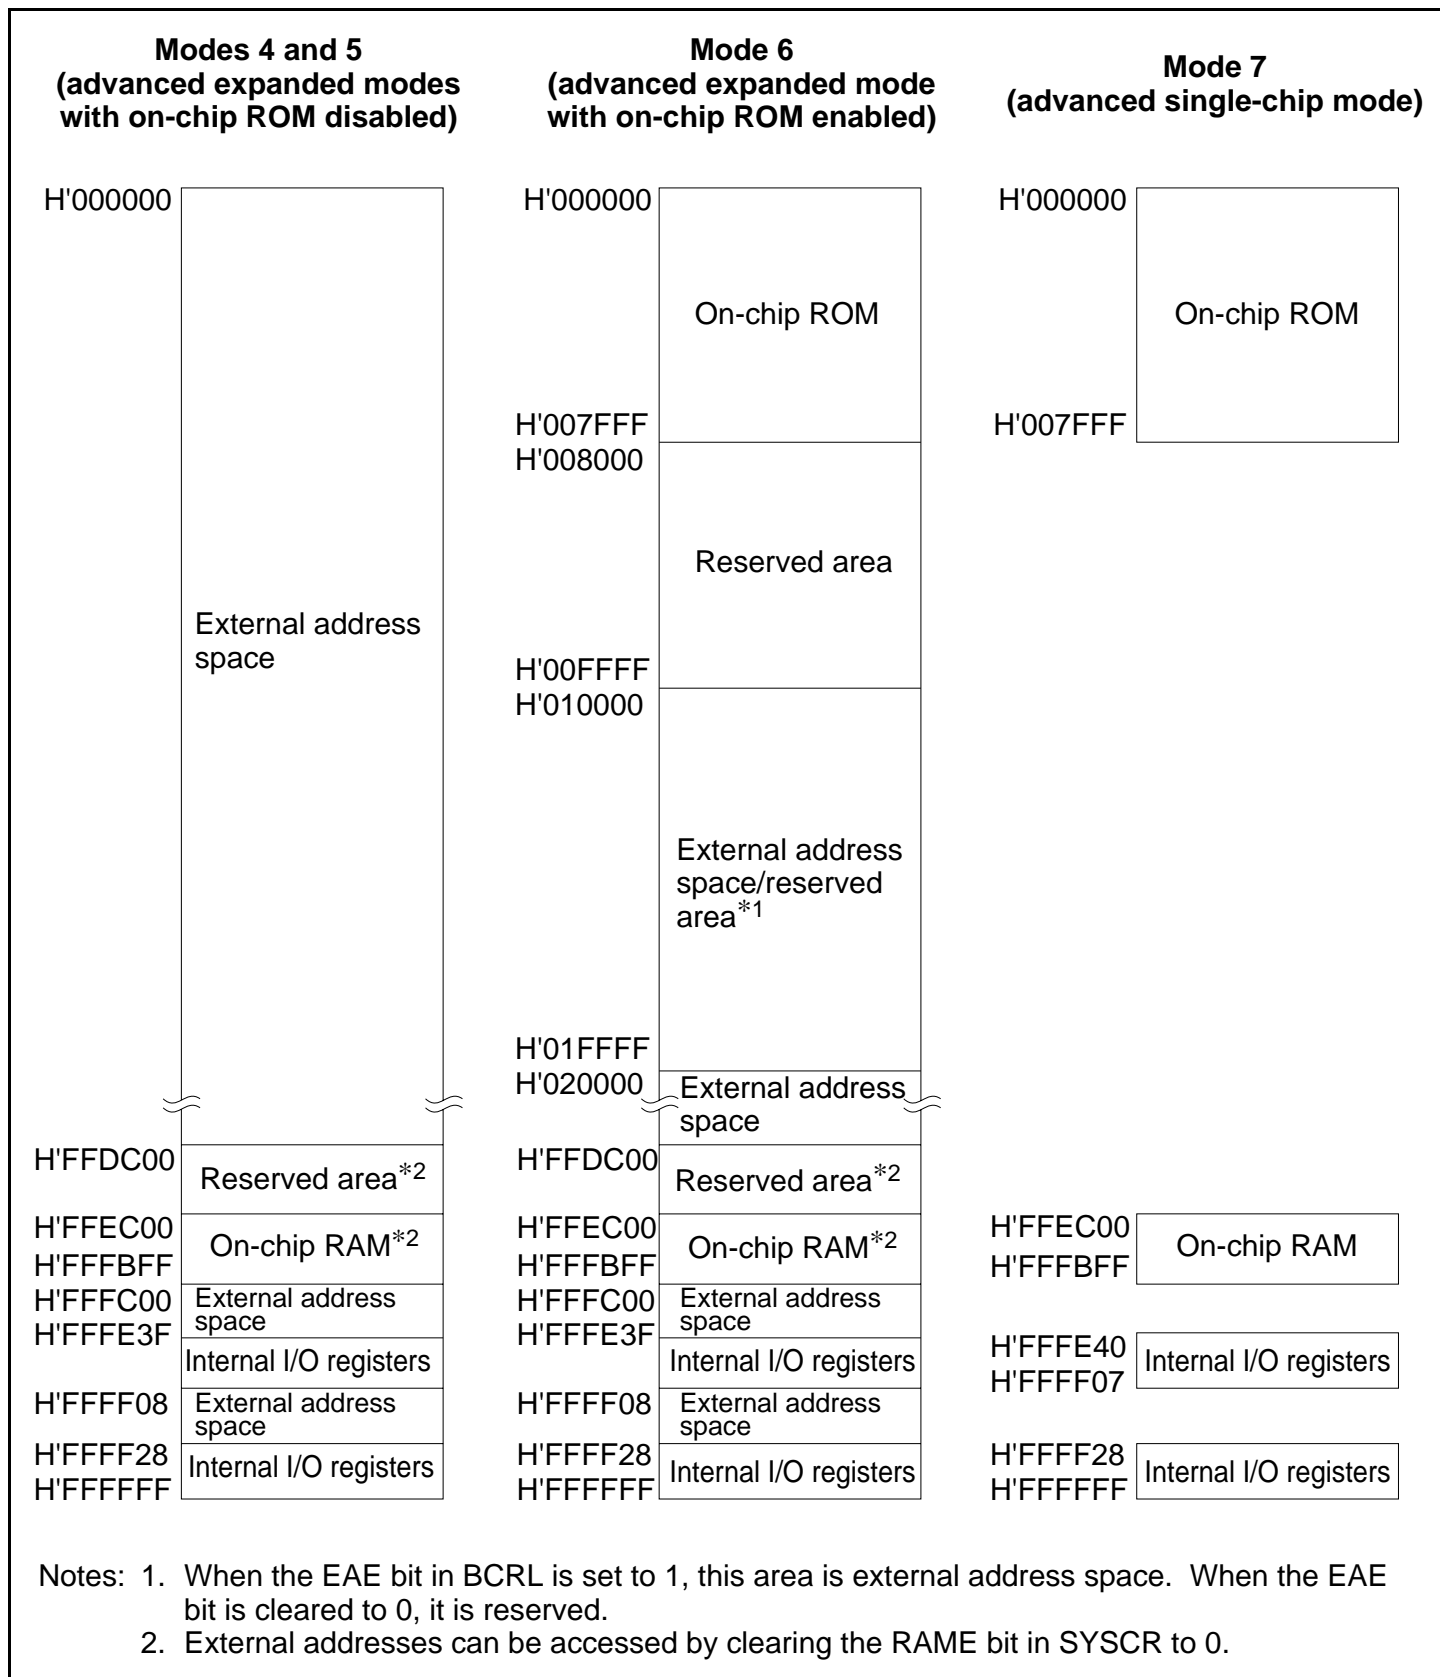 Modes 4 and 5
(advanced expanded modes
with on-chip ROM disabled)
H'000000
External address
space
H'FFDC00
Reserved area*2
H'FFEC00
On-chip RAM*2
H'FFFBFF
H'FFFC00
External address
space
H'FFFE3F
Internal I/O registers
H'FFFF08
External address
space
H'FFFF28
Internal I/O registers
H'FFFFFF
Mode 6
(advanced expanded mode
with on-chip ROM enabled)
H'000000
On-chip ROM
H'007FFF
H'008000
Reserved area
H'00FFFF
H'010000
External address
space/reserved
area*1
H'01FFFF
H'020000
External address
space
H'FFDC00
Reserved area*2
H'FFEC00
On-chip RAM*2
H'FFFBFF
H'FFFC00
External address
space
H'FFFE3F
Internal I/O registers
H'FFFF08
External address
space
H'FFFF28
Internal I/O registers
H'FFFFFF
Mode 7
(advanced single-chip mode)
H'000000
On-chip ROM
H'007FFF
H'FFEC00
On-chip RAM
H'FFFBFF
H'FFFE40
Internal I/O registers
H'FFFF07
H'FFFF28
Internal I/O registers
H'FFFFFF
Notes: 1. When the EAE bit in BCRL is set to 1, this area is external address space. When the EAE
bit is cleared to 0, it is reserved.
2. External addresses can be accessed by clearing the RAME bit in SYSCR to 0.